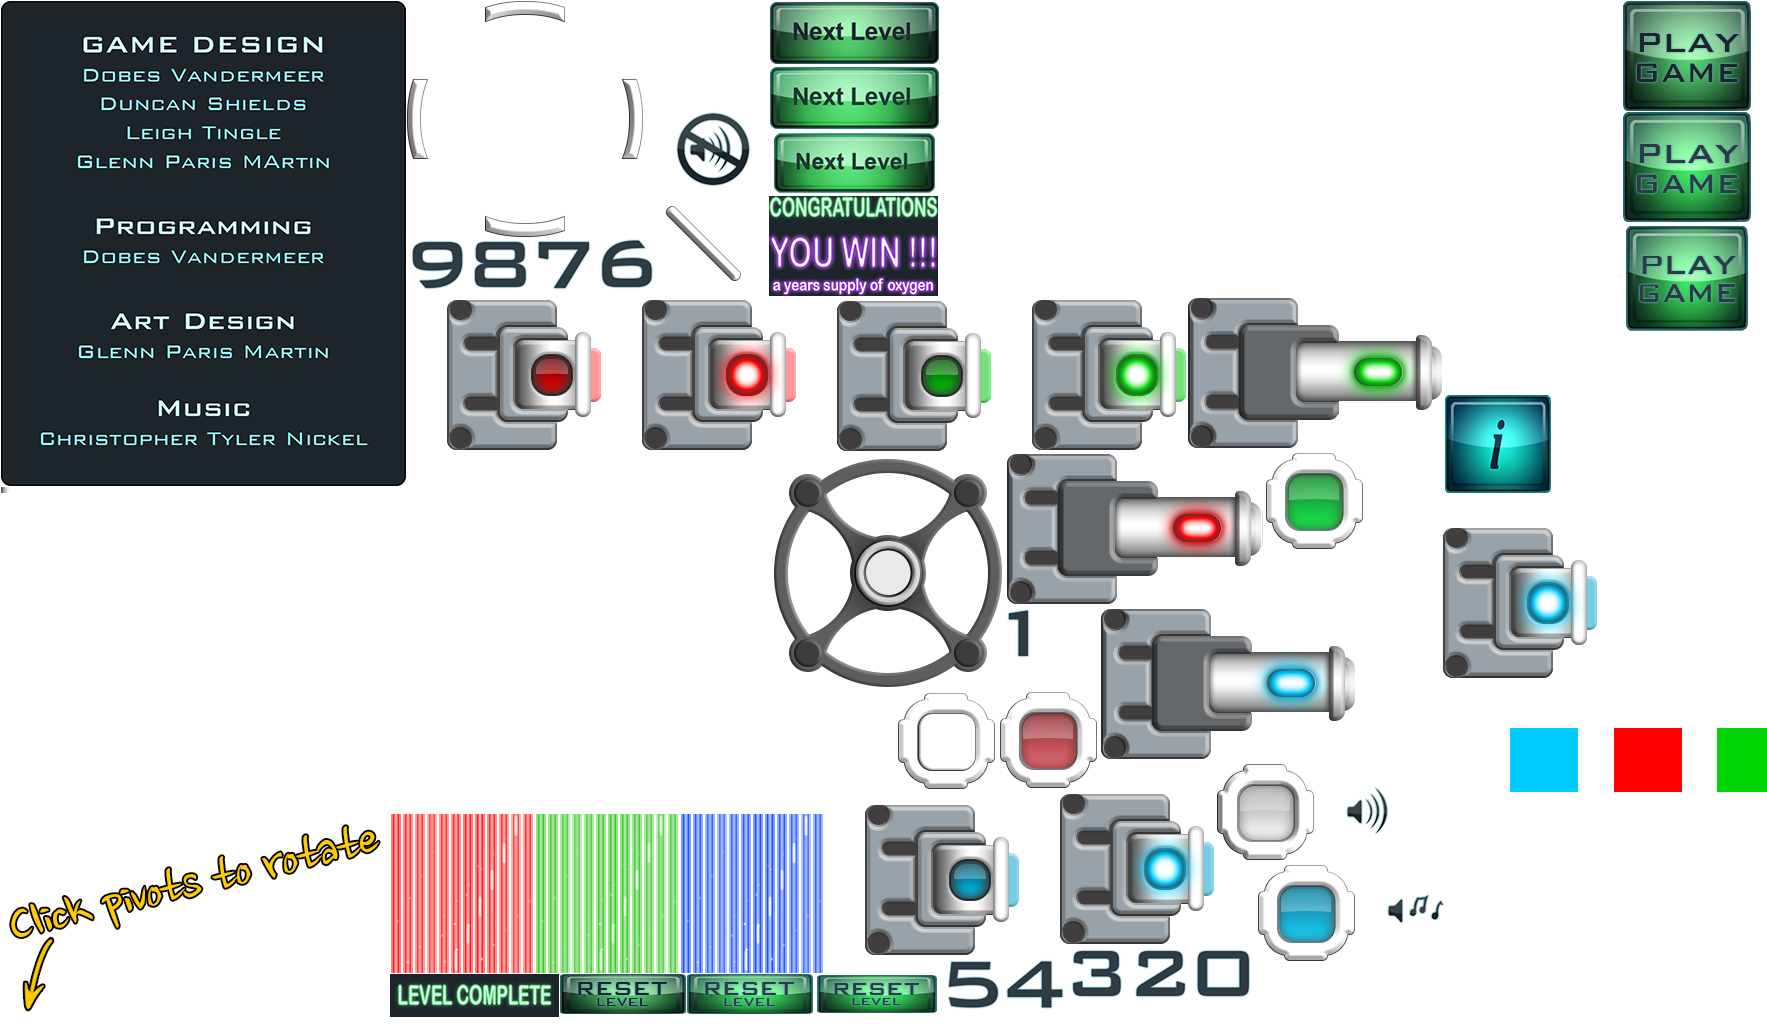 GAME DESIGN
DOBES VANDERMEER
DUNCAN SHIELDS
LEIGH TINGLE
GLENN PARIS MARTIN
PROGRAMMING
DOBES VANDERMEER
ART DESIGN
GLENN PARIS MARTIN
MUSIC
CHRISTOPHER TYLER NICKEL
9876
Next Level
Next Level
Next Level
CONGRATULATIONS
YOU WIN !!!
a years supply of oxygen
PLAY
GAME
PLAY
GAME
PLAY
GAME
i
1
Click pivots to rotate
LEVEL COMPLETE
RESET
LEVEL
RESET
LEVEL
RESET
LEVEL
54320